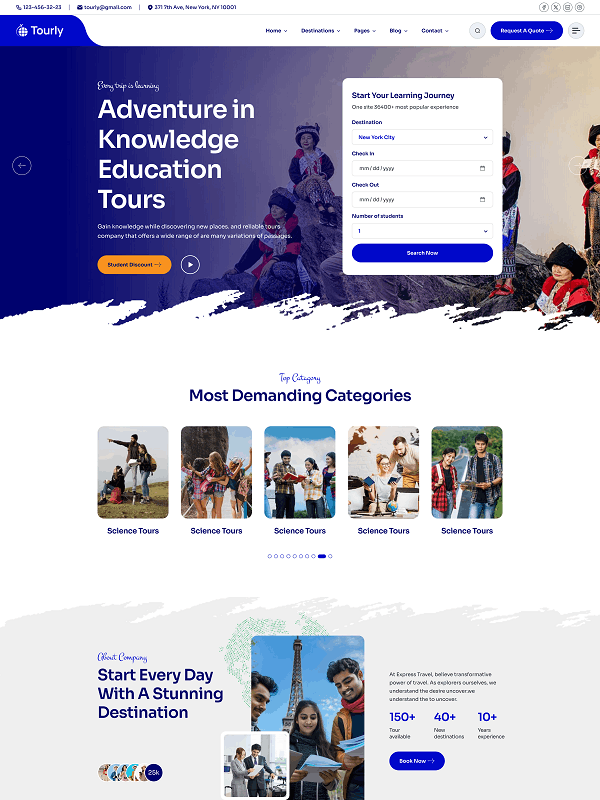 123-456-32-23
tourly@gmail.com
371 7th Ave, New York, NY 10001
Tourly
Home
Destinations
Pages
Blog
Contact
Request A Quote
Every trip is learning
Adventure in
Knowledge
Education
Tours
Gain knowledge while discovering new places, and reliable tours
company that offers a wide range of are many variations of passages.
Student Discount
Start Your Learning Journey
One site 36400+ most popular experience
Destination
New York City
Check In
mm/dd/yyyy
Check Out
mm/dd/yyyy
Number of students
1
Search Now
Top Catagory
Most Demanding Categories
Science Tours
Science Tours
Science Tours
Science Tours
Science Tours
About Company
Start Every Day
With A Stunning
Destination
25k
At Express Travel, believe transformative
power of travel. As explorers ourselves, we
understand the desire uncover.we
understand the to uncover.
150+
Tour
available
40+
New
destinations
10+
Years
experience
Book Now